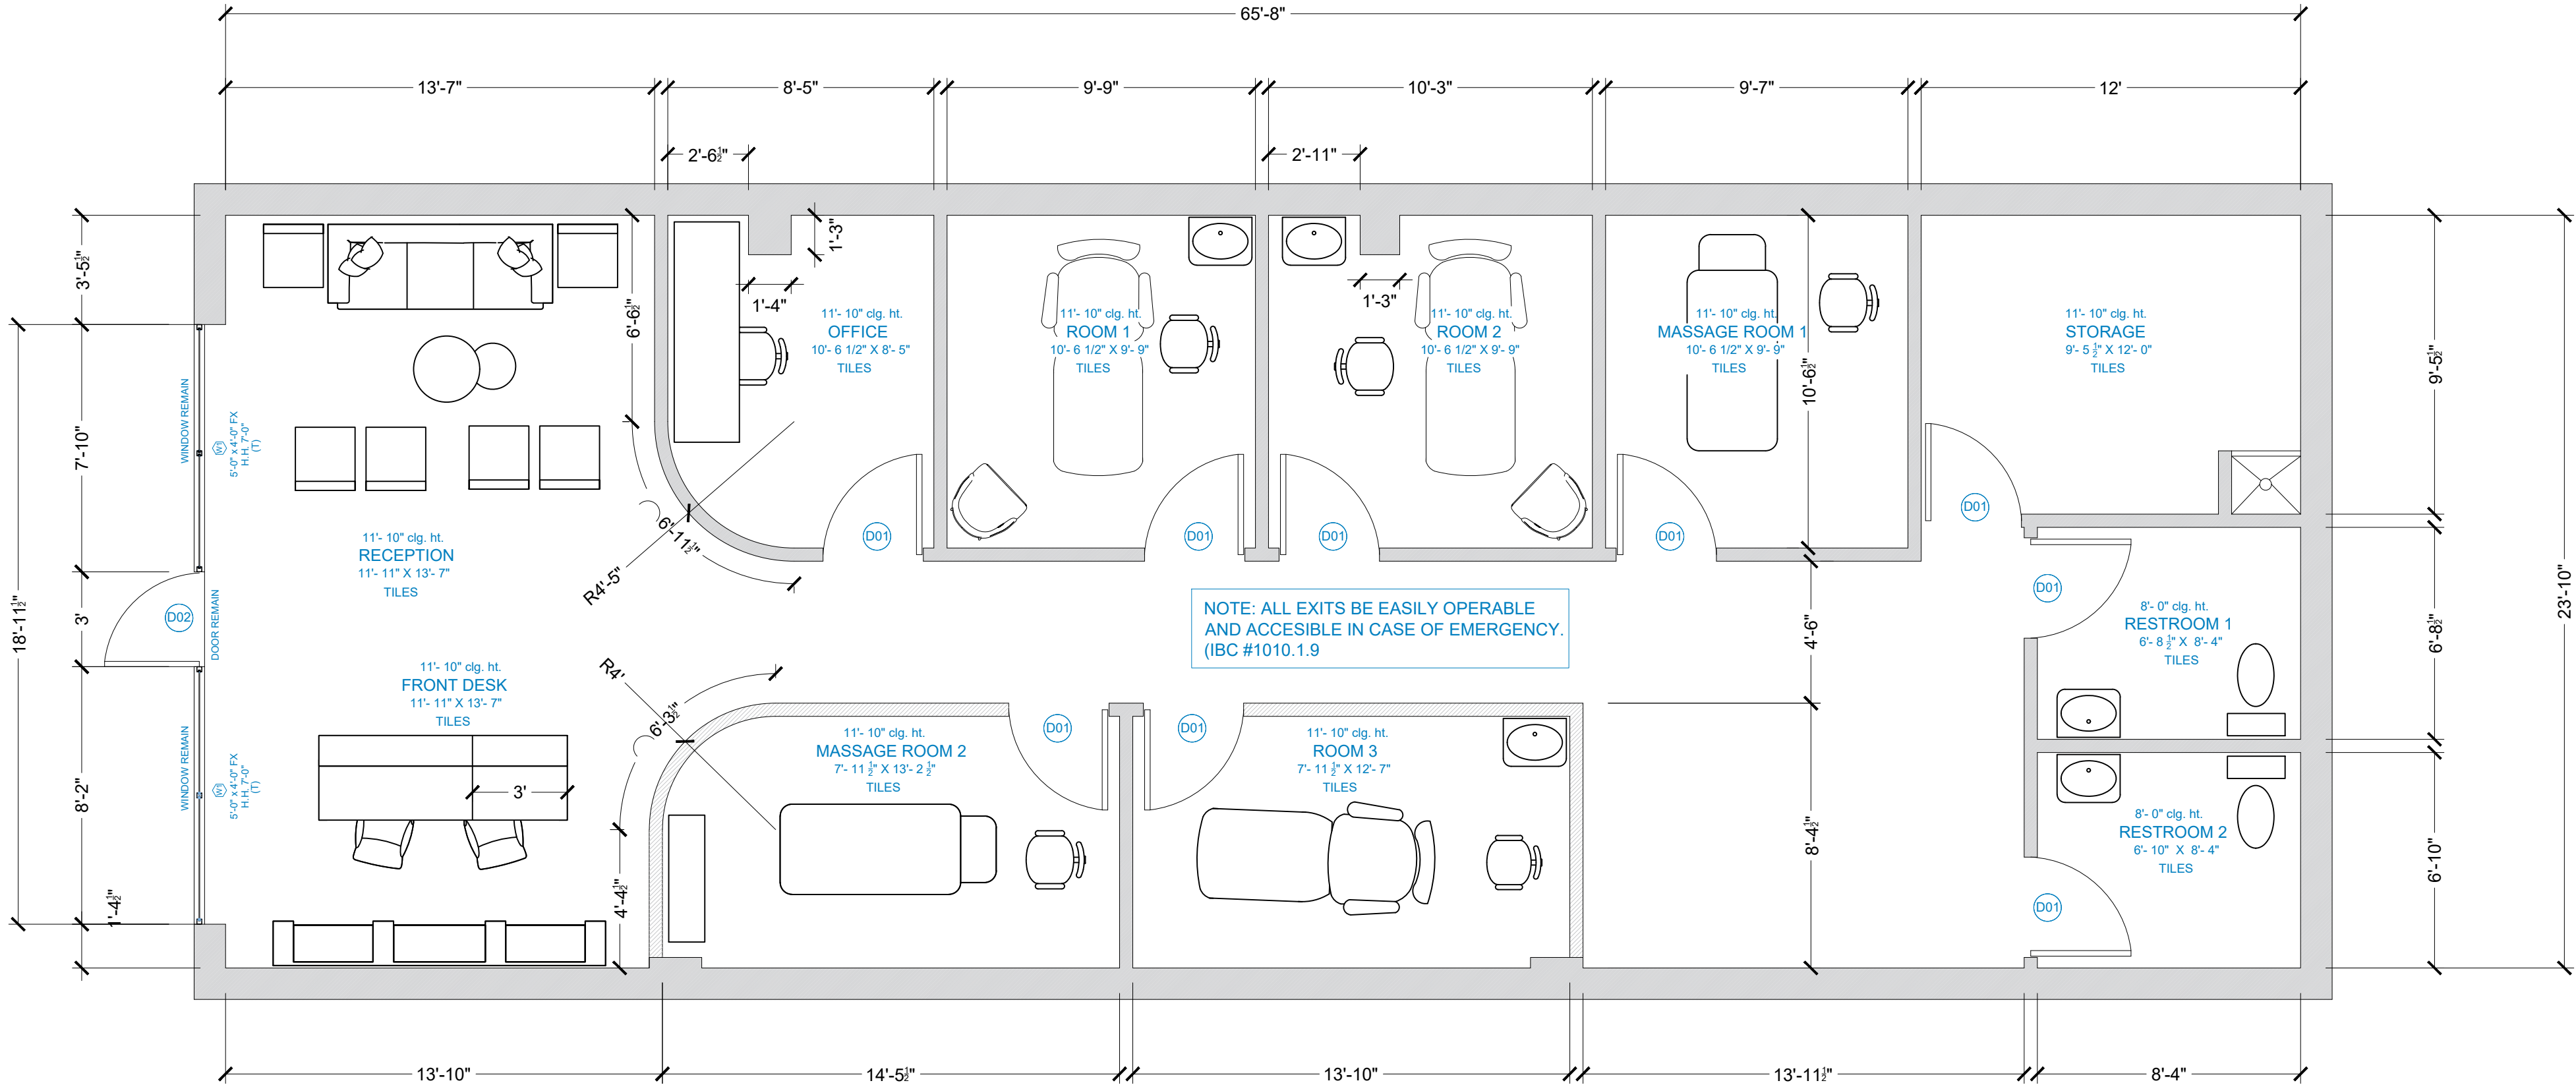 65'-8"
13'-7"
8'-5"
9'-9"
10'-3"
9'-7"
12'
2'-6½"
2'-11"
1'-3"
1'-4"
1'-3"
3'-5½"
7'-10"
3'
8'-2"
1'-4½"
18'-11½"
6'-6½"
10'-6½"
9'-5½"
6'-8½"
6'-10"
23'-10"
11'- 10" clg. ht.
OFFICE
10'- 6 1/2" X 8'- 5"
TILES
11'- 10" clg. ht.
ROOM 1
10'- 6 1/2" X 9'- 9"
TILES
11'- 10" clg. ht.
ROOM 2
10'- 6 1/2" X 9'- 9"
TILES
11'- 10" clg. ht.
MASSAGE ROOM 1
10'- 6 1/2" X 9'- 9"
TILES
11'- 10" clg. ht.
STORAGE
9'- 5 ½" X 12'- 0"
TILES
WINDOW REMAIN
W1
5'-0" x 4'-0" FX
H.H. 7'-0"
(T)
6'-11½"
R4'-5"
D01
D01
D01
D01
D01
11'- 10" clg. ht.
RECEPTION
11'- 11" X 13'- 7"
TILES
D02
DOOR REMAIN
NOTE: ALL EXITS BE EASILY OPERABLE
AND ACCESIBLE IN CASE OF EMERGENCY.
(IBC #1010.1.9
4'-6"
D01
8'- 0" clg. ht.
RESTROOM 1
6'- 8 ½" X 8'- 4"
TILES
11'- 10" clg. ht.
FRONT DESK
11'- 11" X 13'- 7"
TILES
R4'
6'-3½"
D01
D01
11'- 10" clg. ht.
MASSAGE ROOM 2
7'- 11 ½" X 13'- 2 ½"
TILES
11'- 10" clg. ht.
ROOM 3
7'- 11 ½" X 12'- 7"
TILES
WINDOW REMAIN
W1
5'-0" x 4'-0" FX
H.H. 7'-0"
(T)
3'
4'-4½"
8'-4½"
8'- 0" clg. ht.
RESTROOM 2
6'- 10" X 8'- 4"
TILES
D01
13'-10"
14'-5½"
13'-10"
13'-11½"
8'-4"